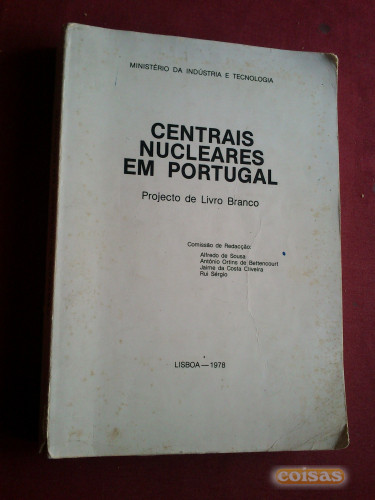 MINISTÉRIO DA INDÚSTRIA E TECNOLOGIA
CENTRAIS
NUCLEARES
EM PORTUGAL
Projecto de Livro Branco
Comissão de Redacção:
Alfredo de Sousa
António Ortins de Bettencourt
Jaime da Costa Oliveira
Rui Sérgio
LISBOA — 1978
coisas